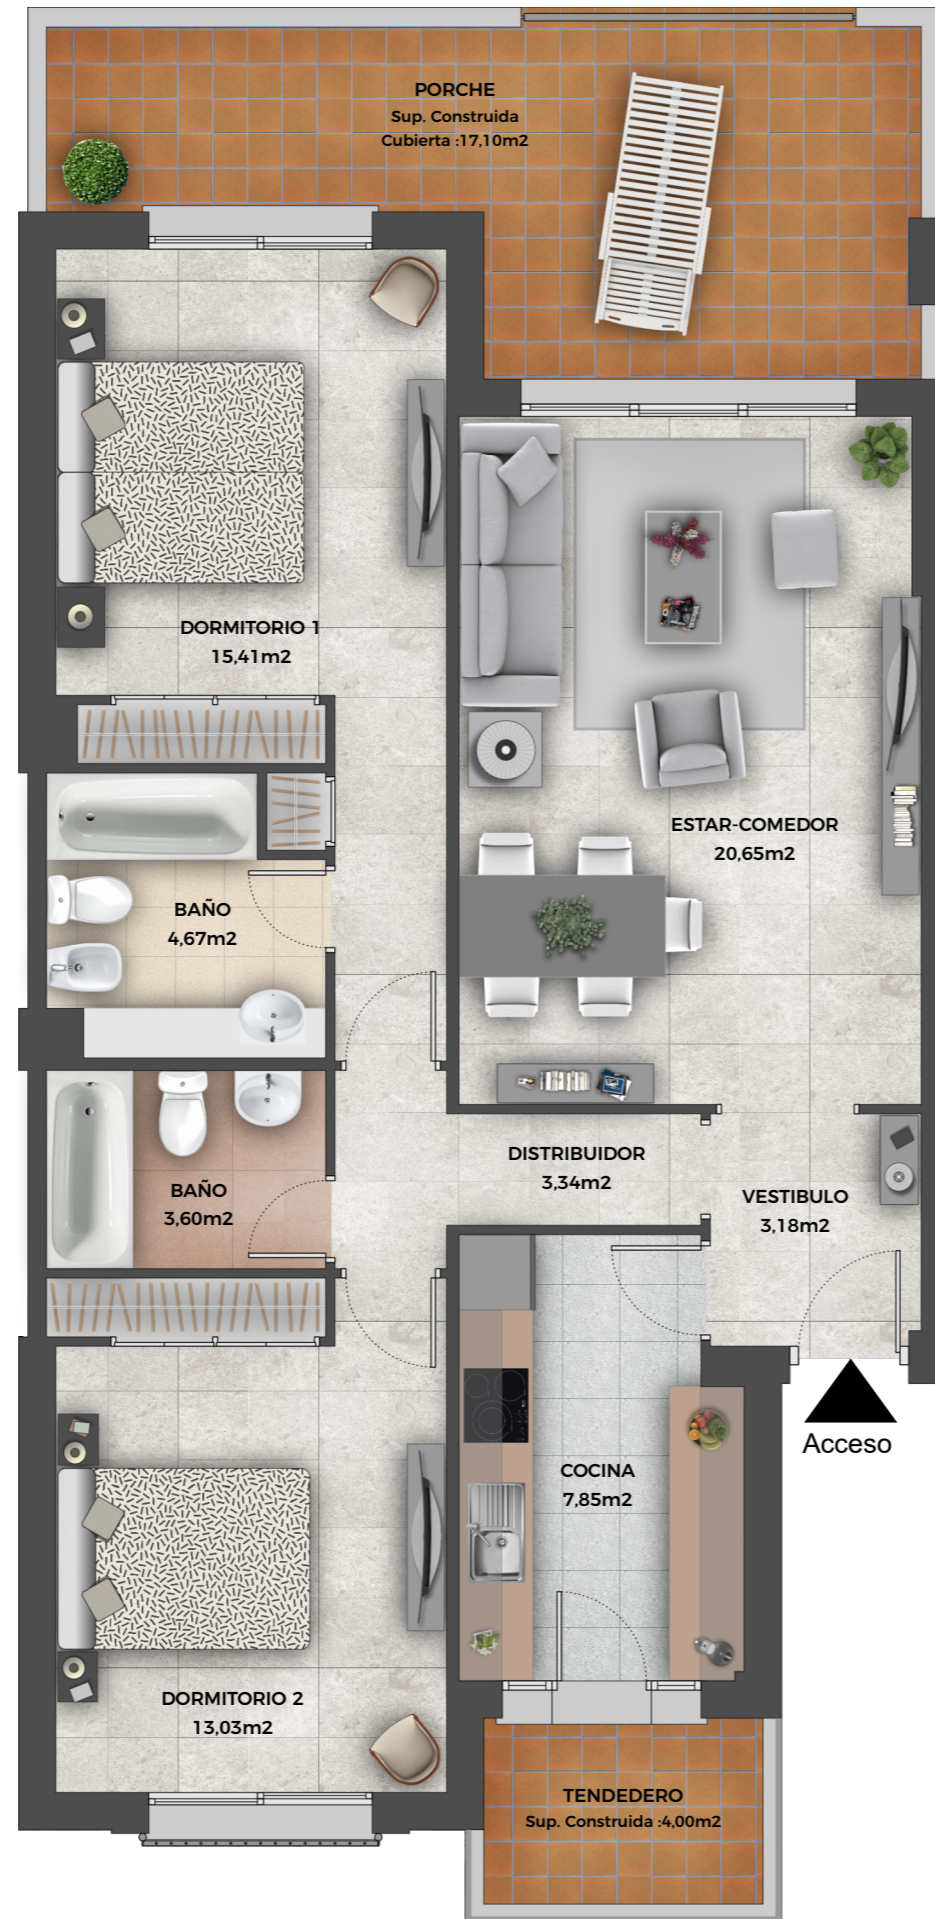 PORCHE
Sup. Construida
Cubierta :17,10m2
DORMITORIO 1
15,41m2
ESTAR-COMEDOR
20,65m2
BAÑO
4,67m2
DISTRIBUIDOR
3,34m2
BAÑO
3,60m2
VESTIBULO
3,18m2
Acceso
COCINA
7,85m2
DORMITORIO 2
13,03m2
TENDEDERO
Sup. Construida :4,00m2